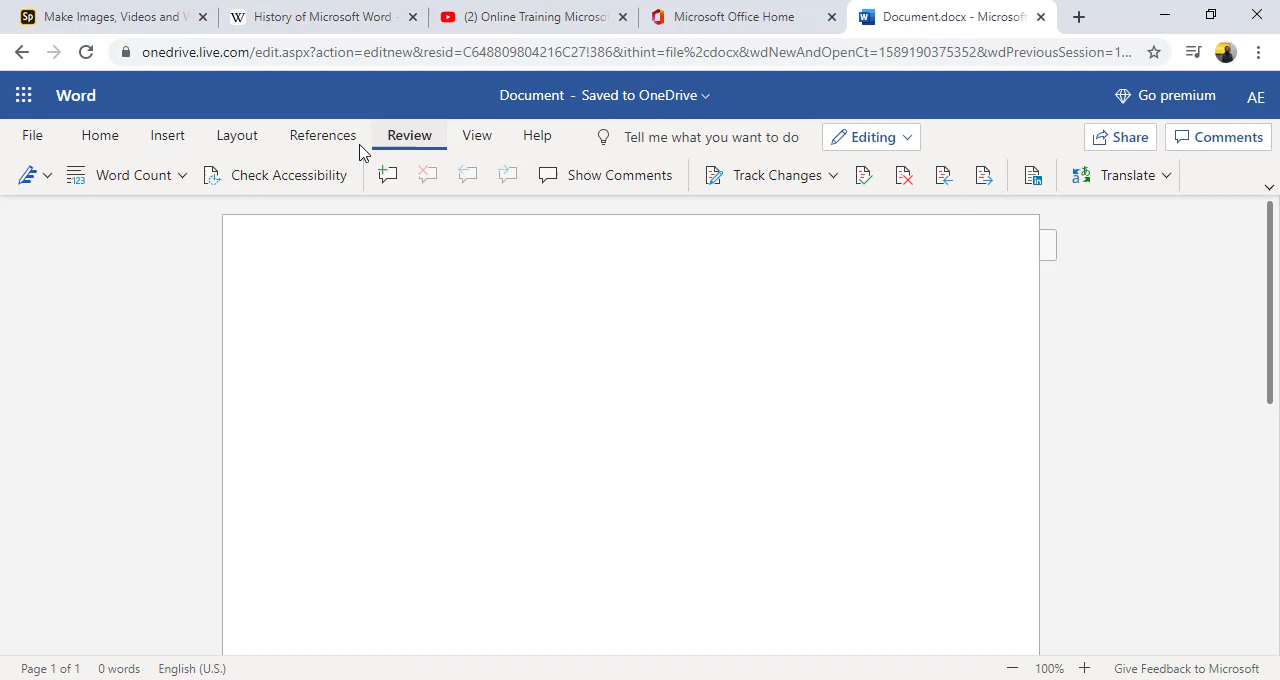 Make Images, Videos and W
History of Microsoft Word -
(2) Online Training Microso
Microsoft Office Home
Document.docx - Microsoft
onedrive.live.com/edit.aspx?action=editnew&resid=C648809804216C27!386&ithint=file%2cdocx&wdNewAndOpenCt=1589190375352&wdPreviousSession=1...
Word
Document - Saved to OneDrive
Go premium
AE
File Home Insert Layout References Review View Help Tell me what you want to do Editing Share Comments
Word Count Check Accessibility Show Comments Track Changes Translate
Page 1 of 1 0 words English (U.S.) 100% Give Feedback to Microsoft